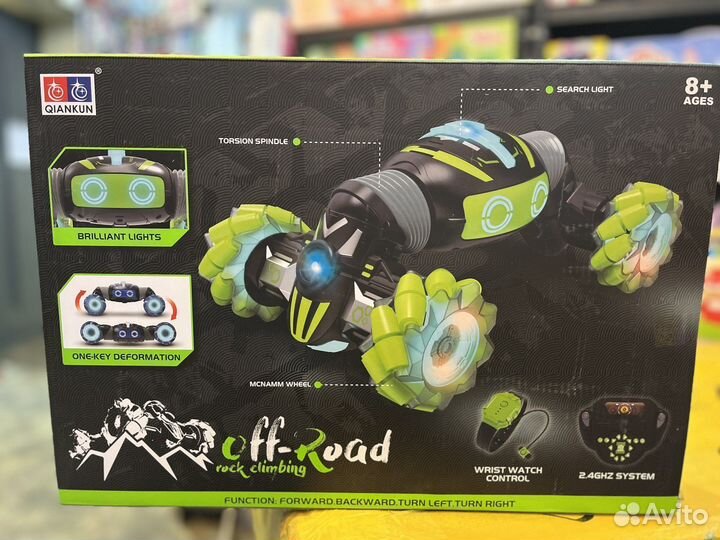 QIANKUN
®
8+
AGES
SEARCH LIGHT
TORSION SPINDLE
BRILLIANT LIGHTS
ONE-KEY DEFORMATION
MCNAMM WHEEL
Off-Road
rock climbing
WRIST WATCH
CONTROL
2.4GHZ SYSTEM
FUNCTION: FORWARD.BACKWARD.TURN LEFT.TURN RIGHT
Avito